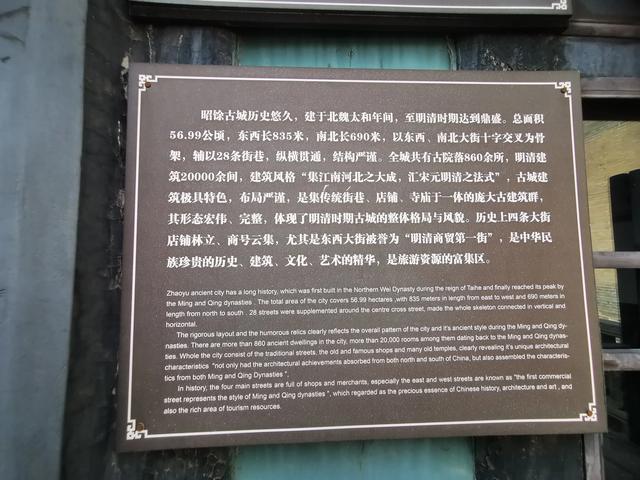 昭馀古城历史悠久，建于北魏太和年间，至明清时期达到鼎盛。总面积
56.99公顷，东西长835米，南北长690米，以东西、南北大街十字交叉为骨
架，辅以28条街巷，纵横贯通，结构严谨。全城共有古院落860余所，明清建
筑20000余间，建筑风格“集江南河北之大成，汇宋元明清之法式”，古城建
筑极具特色，布局严谨，是集传统街巷、店铺、寺庙于一体的庞大古建筑群，
其形态宏伟、完整，体现了明清时期古城的整体格局与风貌。历史上四条大街
店铺林立、商号云集，尤其是东西大街被誉为“明清商贸第一街”，是中华民
族珍贵的历史、建筑、文化、艺术的精华，是旅游资源的富集区。
Zhaoyu ancient city has a long history, which was first built in the Northern Wei Dynasty during the reign of Taihe and finally reached its peak by
the Ming and Qing dynasties . The total area of the city covers 56.99 hectares ,with 835 meters in length from east to west and 690 meters in
length from north to south . 28 streets were supplemented around the centre cross street, made the whole skeleton connected in vertical and
horizontal.
The rigorous layout and the humorous relics clearly reflects the overall pattern of the city and it's ancient style during the Ming and Qing dy-
nasties. There are more than 860 ancient dwellings in the city, more than 20,000 rooms among them dating back to the Ming and Qing dynas-
ties. Whole the city consist of the traditional streets, the old and famous shops and many old temples, clearly revealing it's unique architectural
characteristics "not only had the architectural achievements absorbed from both north and south of China, but also assembled the characteris-
tics from both Ming and Qing Dynasties ".
In history, the four main streets are full of shops and merchants, especially the east and west streets are known as "the first commercial
street represents the style of Ming and Qing dynasties ", which regarded as the precious essence of Chinese history, architecture and art , and
also the rich area of tourism resources.